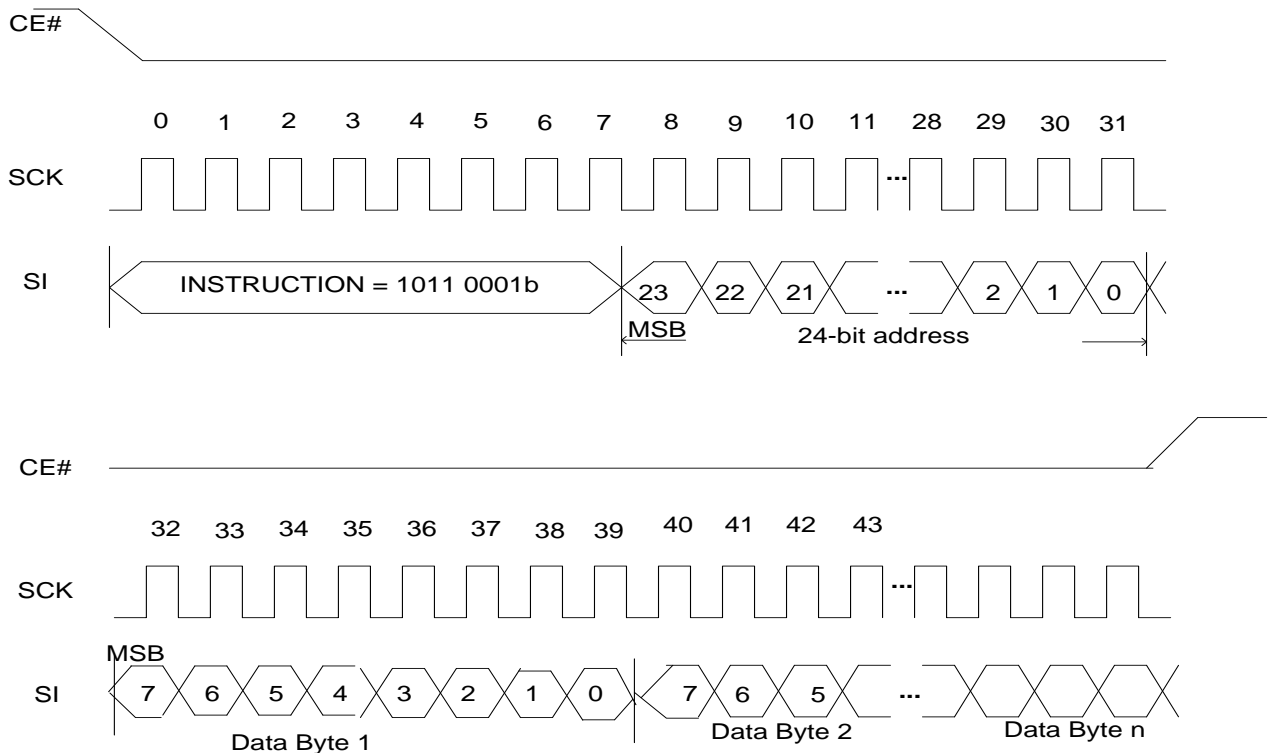 CE#
0 1 2 3 4 5 6 7 8 9 10 11 28 29 30 31
SCK ...
SI INSTRUCTION = 1011 0001b 23 22 21 ... 2 1 0
MSB 24-bit address
CE#
32 33 34 35 36 37 38 39 40 41 42 43
SCK ...
MSB
SI 7 6 5 4 3 2 1 0 7 6 5 ...
Data Byte 1 Data Byte 2 Data Byte n